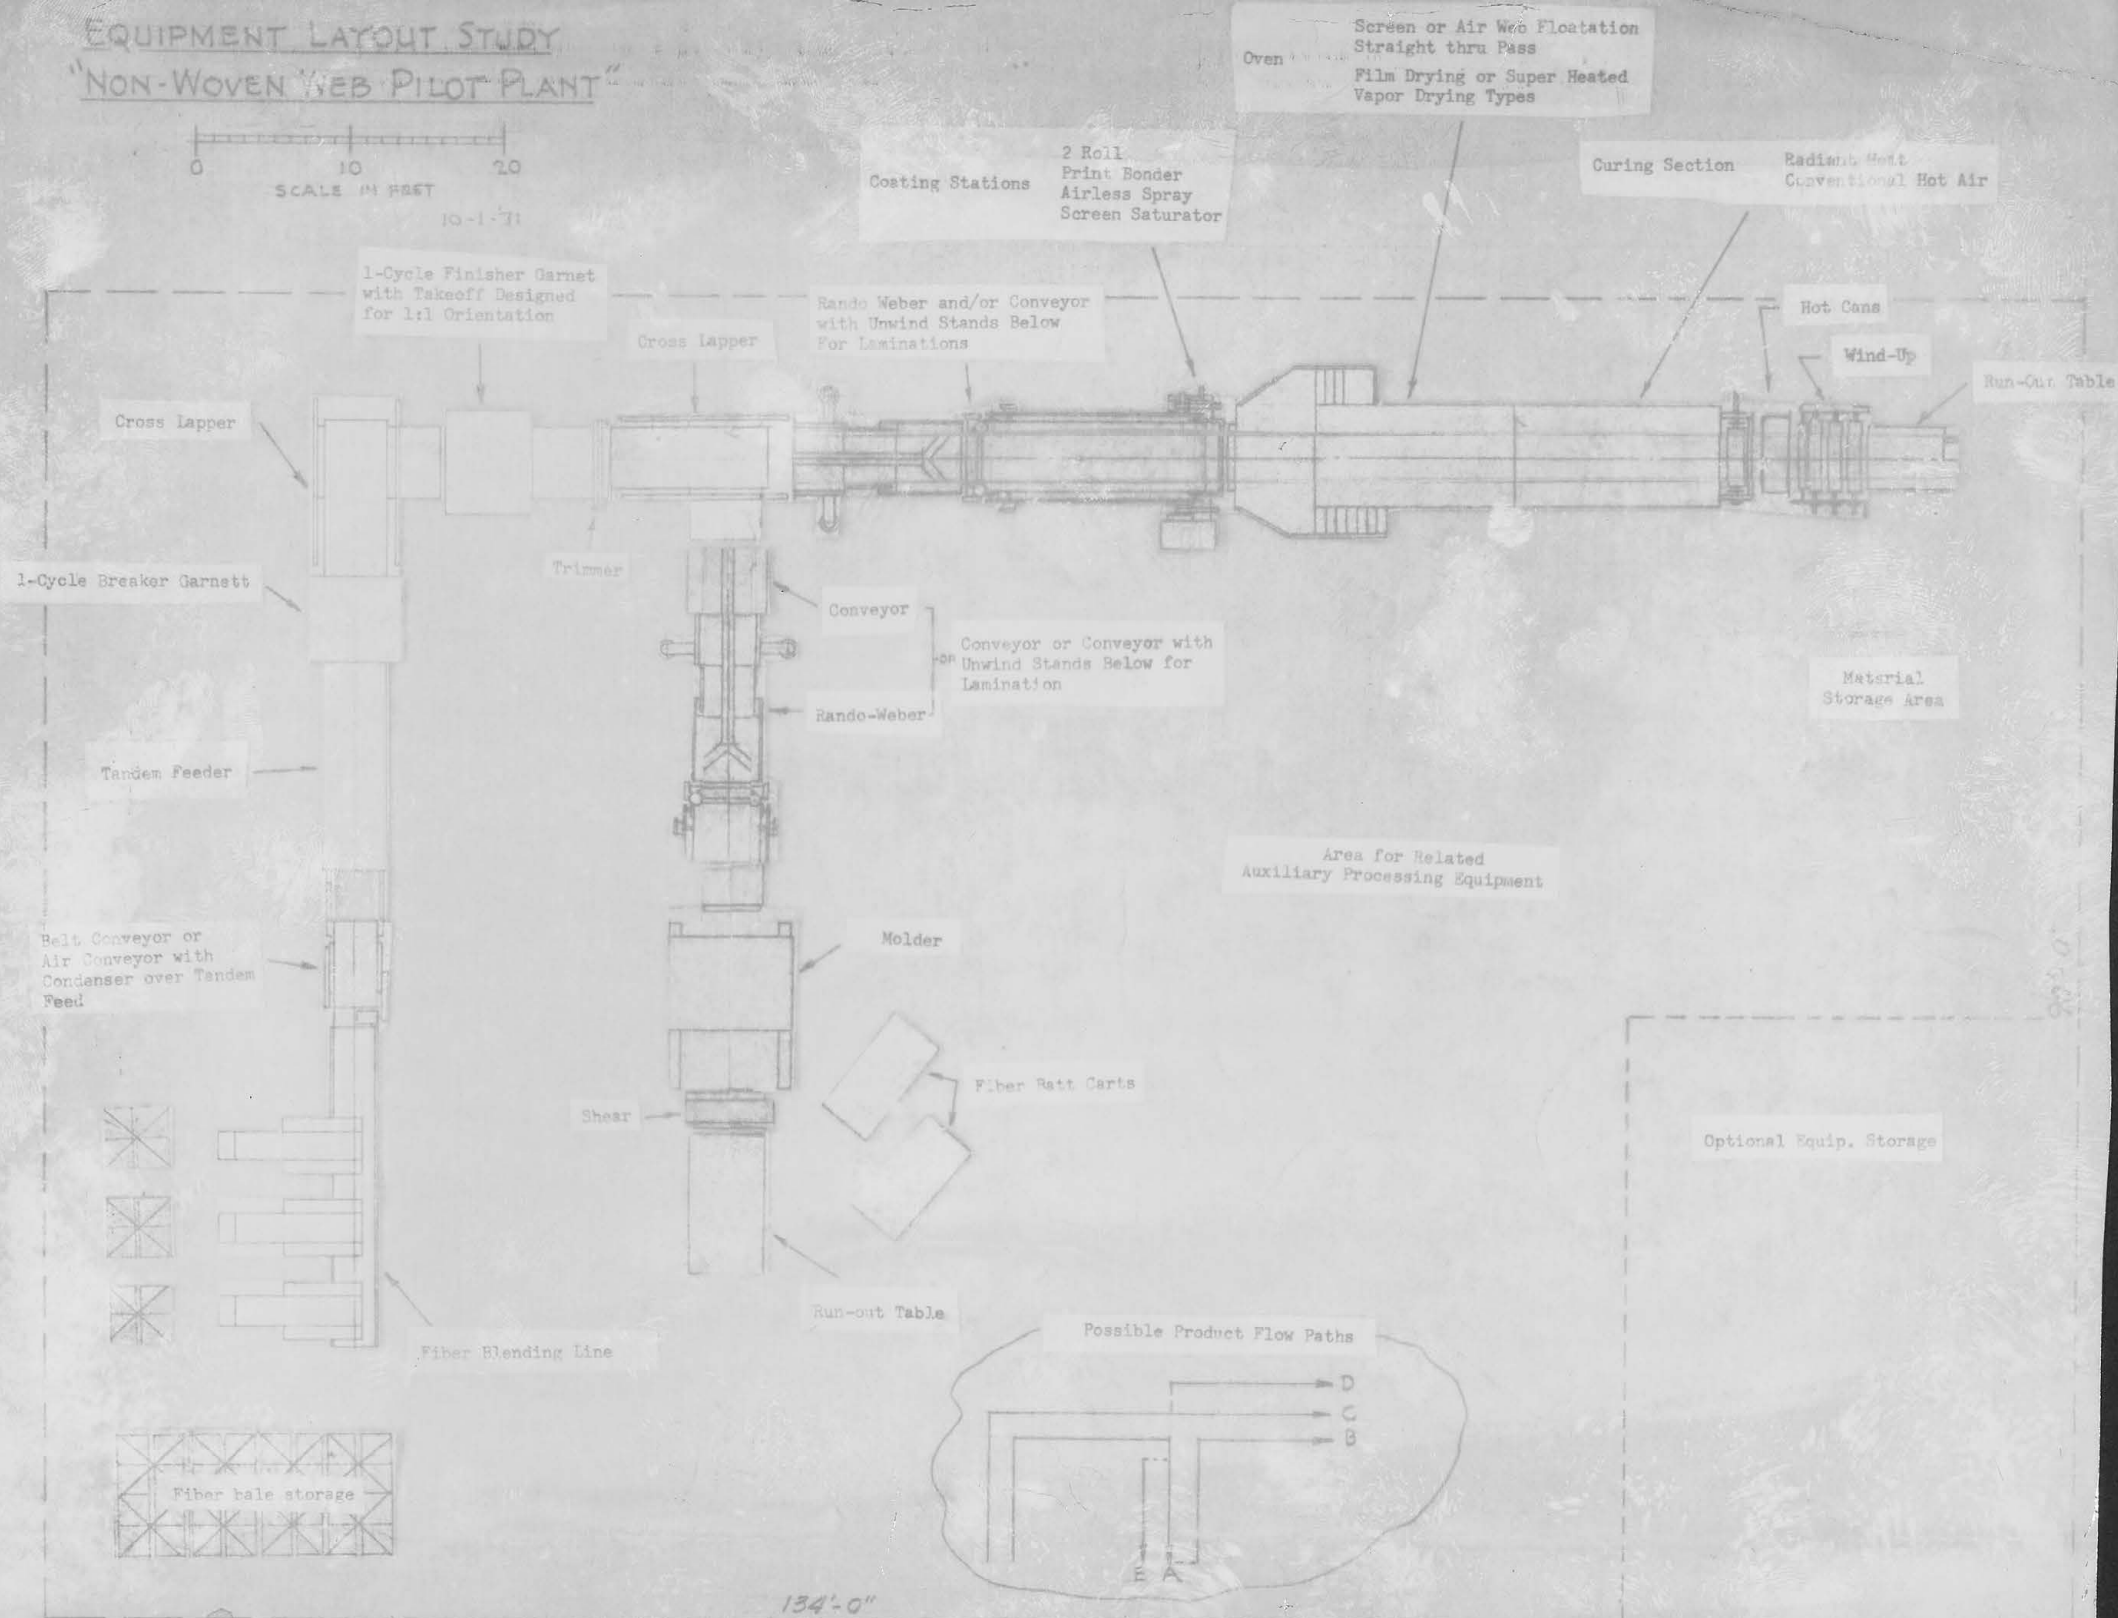 EQUIPMENT LAYOUT STUDY
"NON-WOVEN WEB PILOT PLANT"
0 10 20
SCALE IN FEET
10-1-'71
Oven
Screen or Air Web Floatation
Straight thru Pass
Film Drying or Super Heated
Vapor Drying Types
Coating Stations
2 Roll
Print Bonder
Airless Spray
Screen Saturator
Curing Section
Radiant Heat
Conventional Hot Air
1-Cycle Finisher Garnet
with Takeoff Designed
for 1:1 Orientation
Cross Lapper
Rando Weber and/or Conveyor
with Unwind Stands Below
For Laminations
Hot Cans
Wind-Up
Run-Out Table
Cross Lapper
Trimmer
1-Cycle Breaker Garnett
Conveyor
or
Conveyor or Conveyor with
Unwind Stands Below for
Lamination
Rando-Weber
Matsrial
Storage Area
Tandem Feeder
Area for Related
Auxiliary Processing Equipment
Belt Conveyor or
Air Conveyor with
Condenser over Tandem
Feed
Molder
Fiber Batt Carts
Shear
Optional Equip. Storage
Run-out Table
Fiber Blending Line
Possible Product Flow Paths
D
C
B
E A
Fiber bale storage
134'-0"